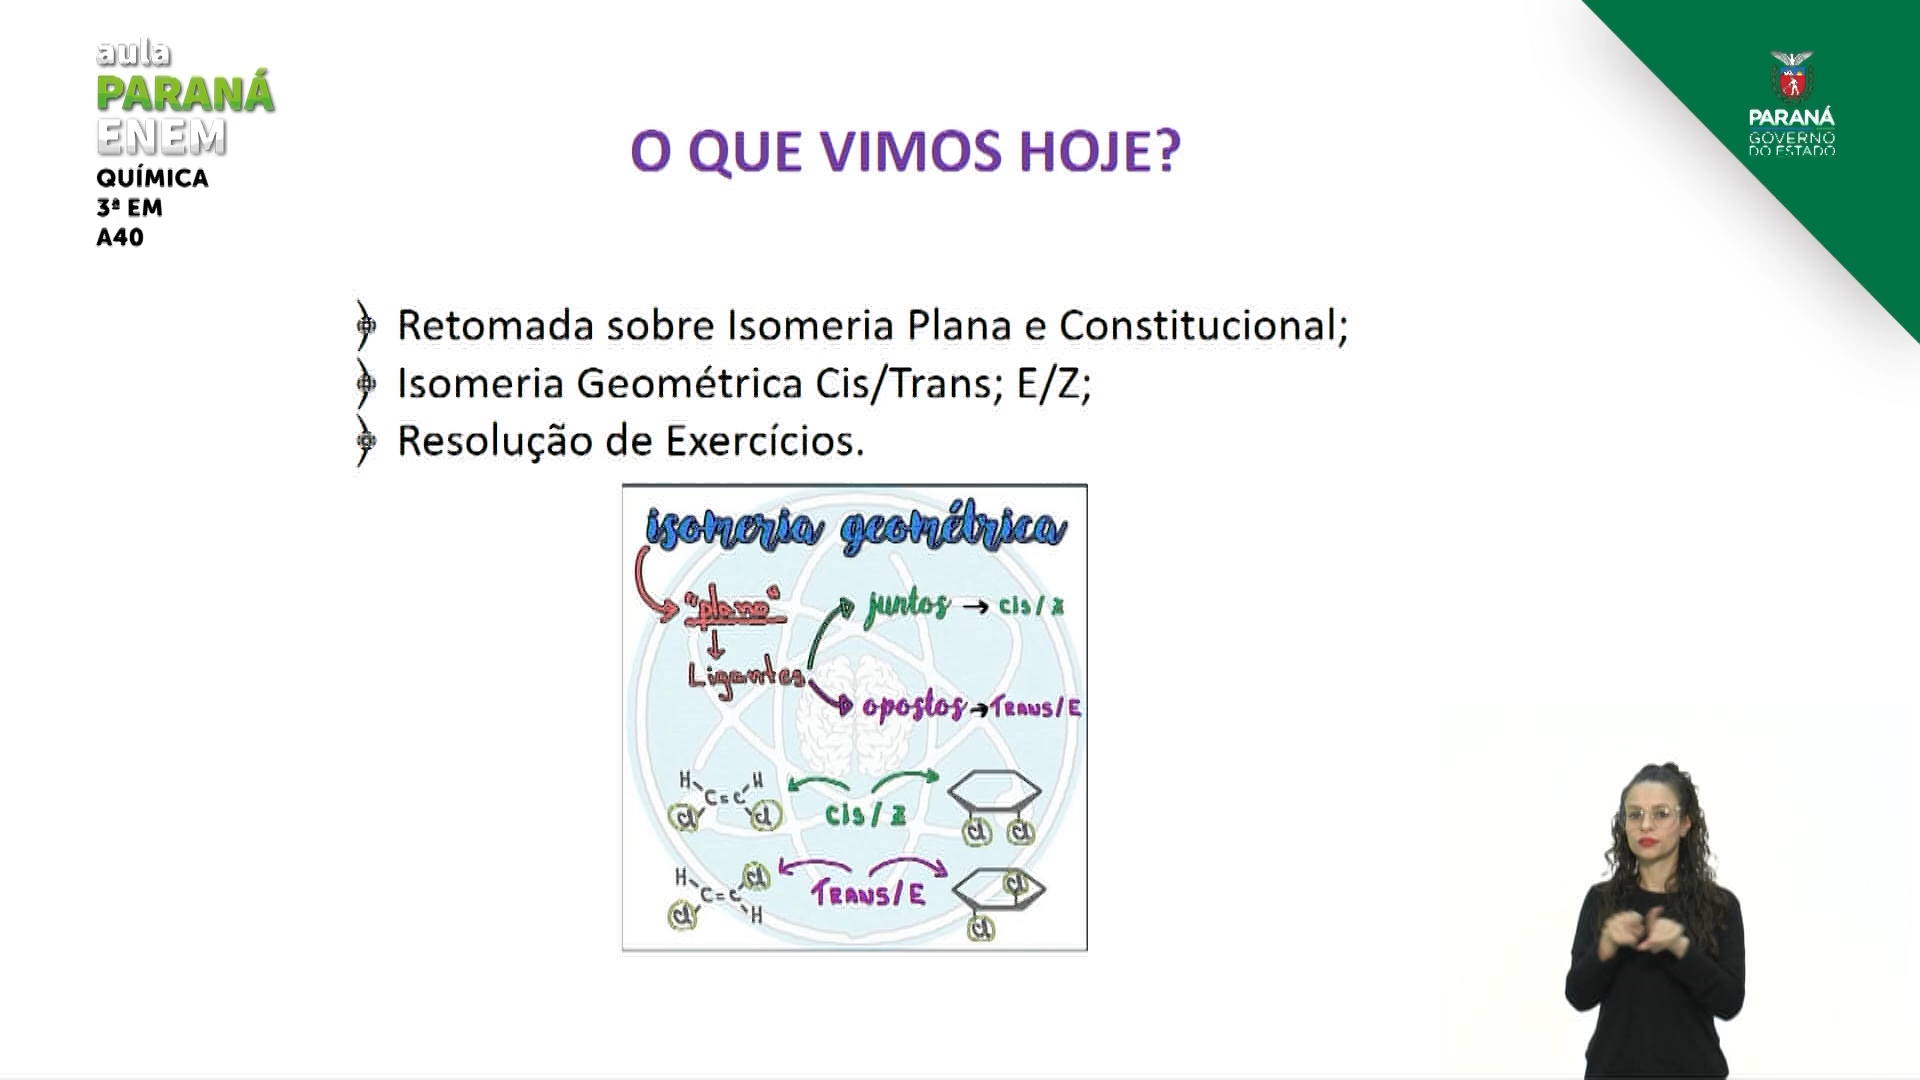 aula
PARANÁ
ENEM
QUÍMICA
3ª EM
A40
PARANÁ
GOVERNO
DO ESTADO
O QUE VIMOS HOJE?
Retomada sobre Isomeria Plana e Constitucional;
Isomeria Geométrica Cis/Trans; E/Z;
Resolução de Exercícios.
isomeria geométrica
"plano"
juntos → cis / z
Ligantes
opostos → TRANS/E
H H
C=C
Cl Cl
cis / z
Cl Cl
H Cl
C=C
Cl H
TRANS/E
Cl
Cl